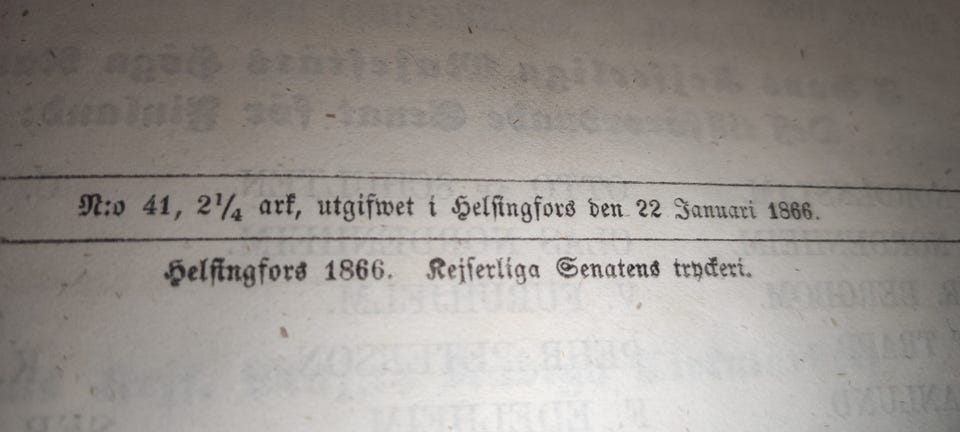 N:o 41, 2¼ ark, utgifwet i Helsingfors den 22 Januari 1866.
Helsingfors 1866. Kejserliga Senatens tryckeri.